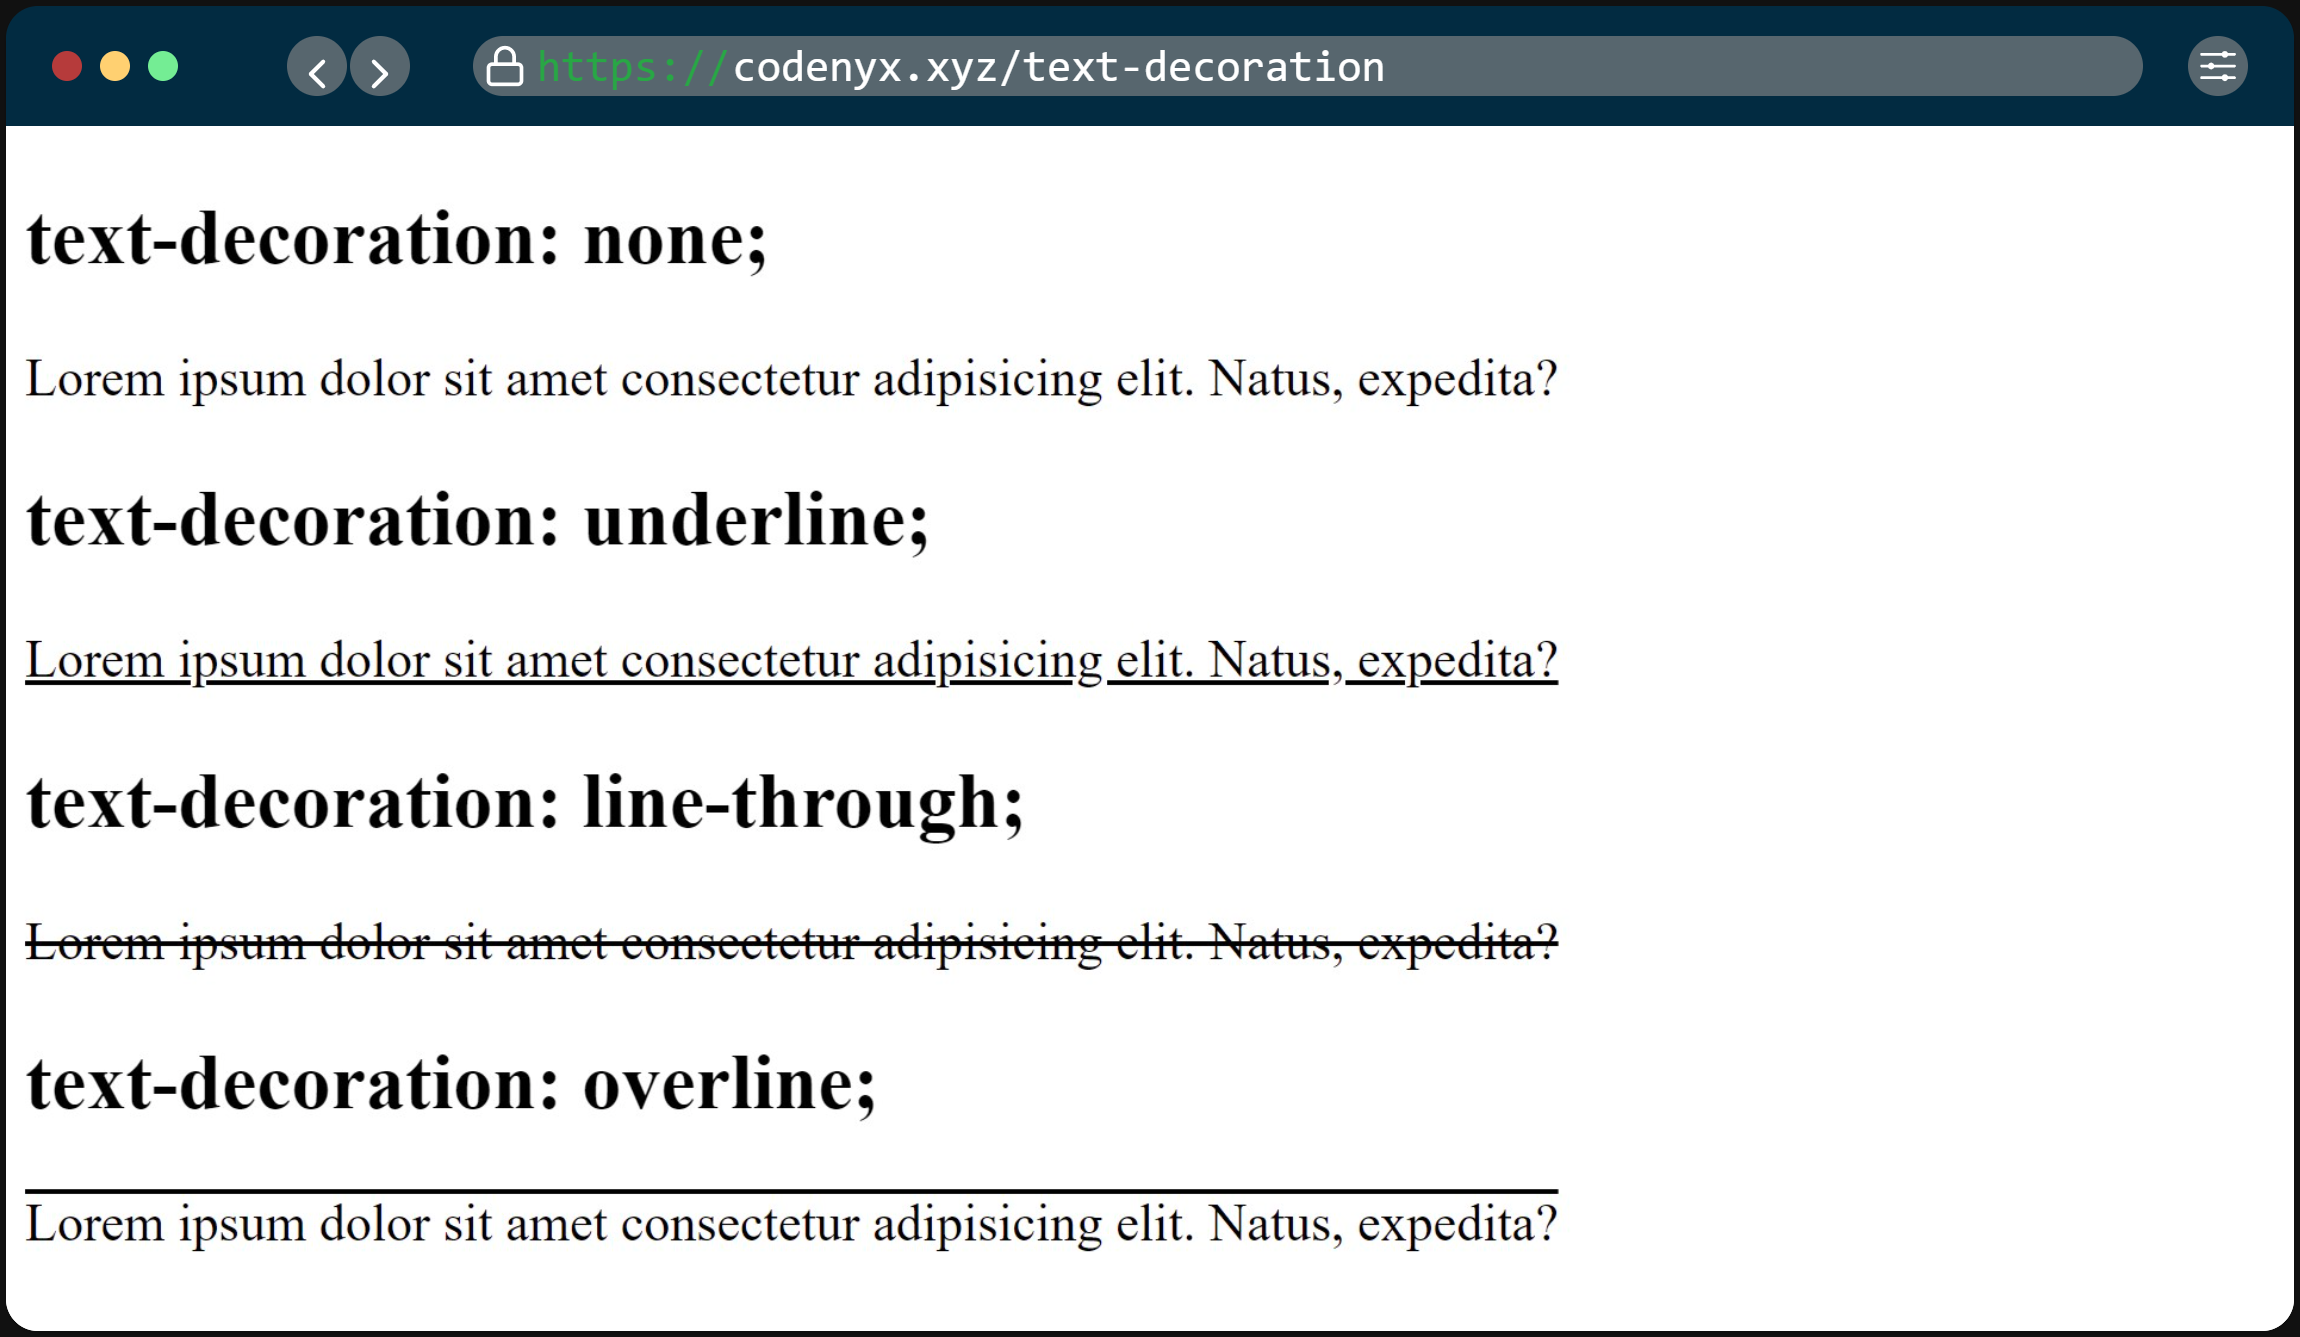 https://codenyx.xyz/text-decoration
text-decoration: none;
Lorem ipsum dolor sit amet consectetur adipisicing elit. Natus, expedita?
text-decoration: underline;
Lorem ipsum dolor sit amet consectetur adipisicing elit. Natus, expedita?
text-decoration: line-through;
Lorem ipsum dolor sit amet consectetur adipisicing elit. Natus, expedita?
text-decoration: overline;
Lorem ipsum dolor sit amet consectetur adipisicing elit. Natus, expedita?